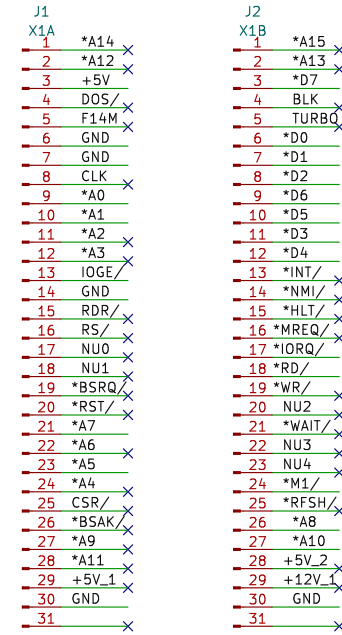 J1
X1A
1 *A14
2 *A12
3 +5V
4 DOS/
5 F14M
6 GND
7 GND
8 CLK
9 *A0
10 *A1
11 *A2
12 *A3
13 IOGE/
14 GND
15 RDR/
16 RS/
17 NU0
18 NU1
19 *BSRQ/
20 *RST/
21 *A7
22 *A6
23 *A5
24 *A4
25 CSR/
26 *BSAK/
27 *A9
28 *A11
29 +5V_1
30 GND
31
J2
X1B
1 *A15
2 *A13
3 *D7
4 BLK
5 TURBO
6 *D0
7 *D1
8 *D2
9 *D6
10 *D5
11 *D3
12 *D4
13 *INT/
14 *NMI/
15 *HLT/
16 *MREQ/
17 *IORQ/
18 *RD/
19 *WR/
20 NU2
21 *WAIT/
22 NU3
23 NU4
24 *M1/
25 *RFSH/
26 *A8
27 *A10
28 +5V_2
29 +12V_1
30 GND
31